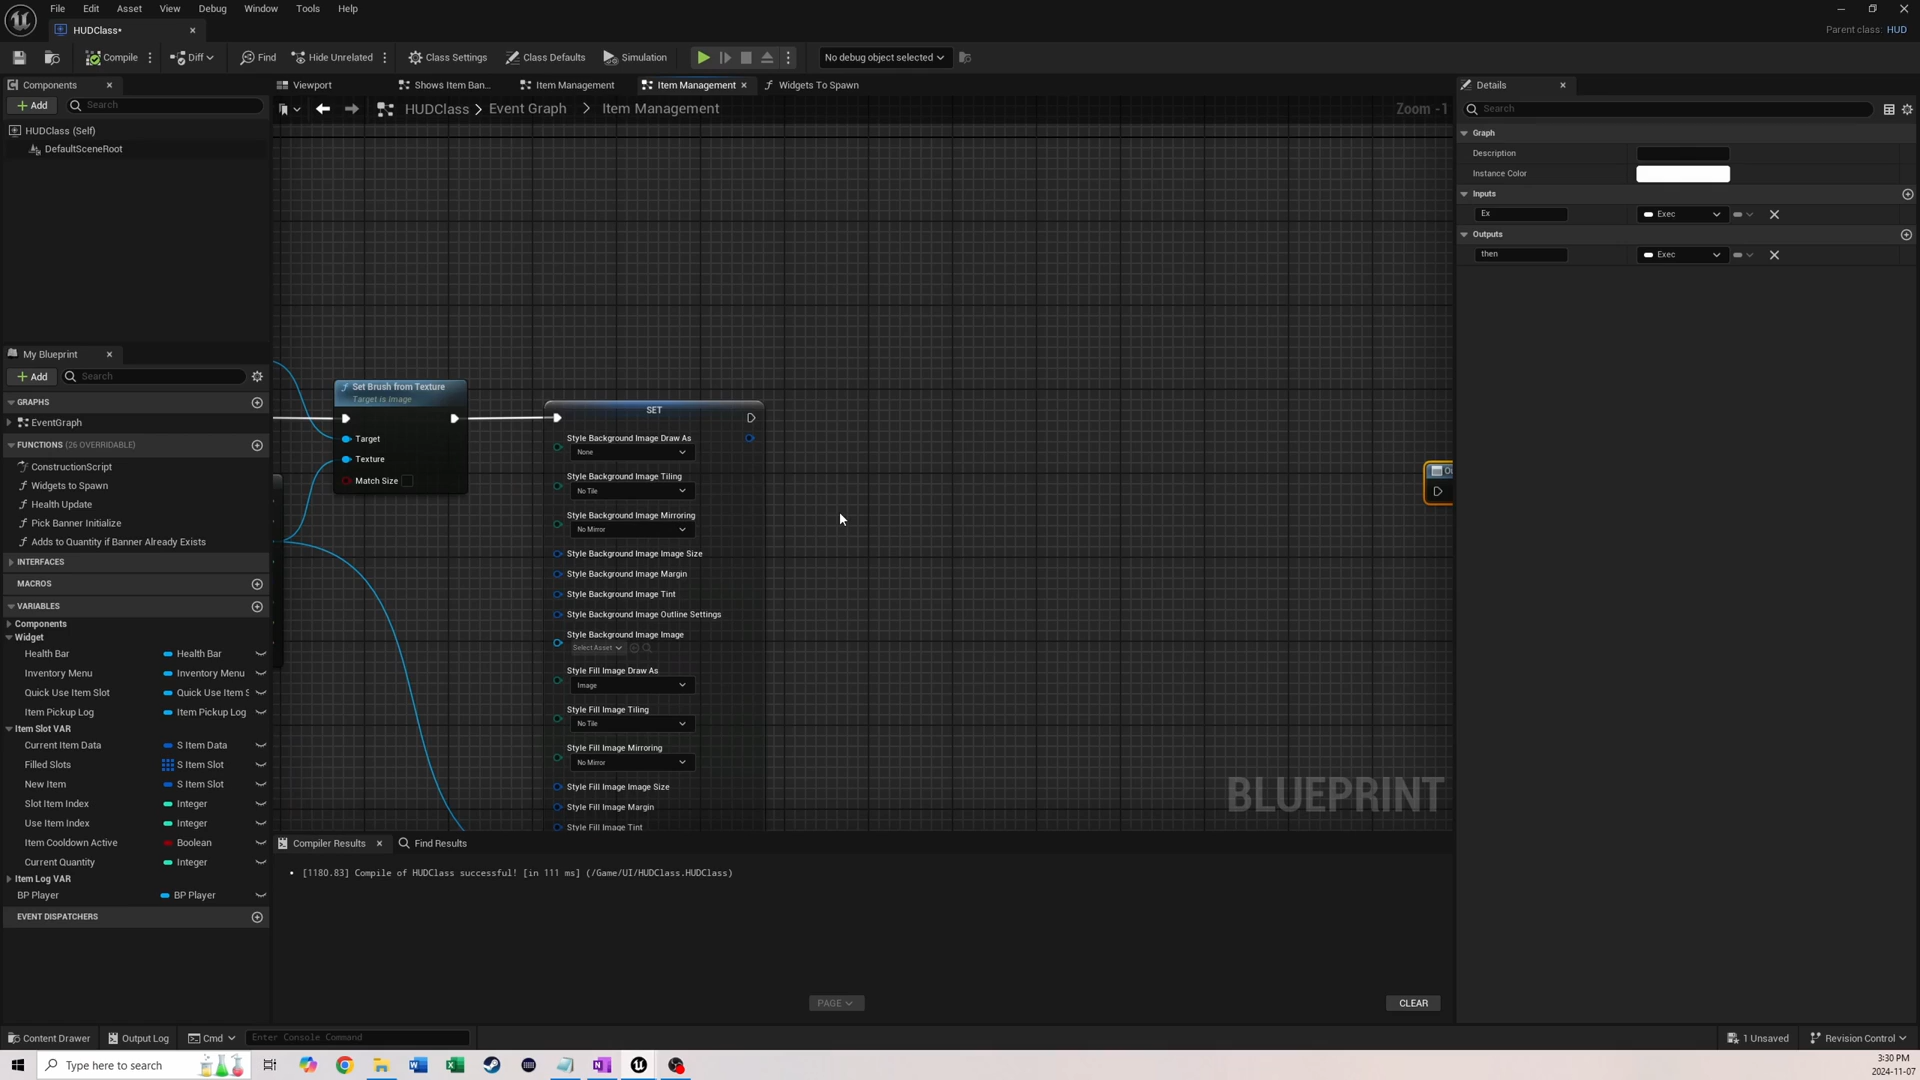 File Edit Asset View Debug Window Tools Help
HUDClass•
Parent class: HUD
Compile Diff Find Hide Unrelated Class Settings Class Defaults Simulation No debug object selected
Components
Viewport Shows Item Ban... Item Management Item Management Widgets To Spawn
Details
Add Search
HUDClass > Event Graph > Item Management
Zoom -1
Search
HUDClass (Self)
DefaultSceneRoot
Graph
Description
Instance Color
Inputs
Ex Exec
Outputs
then Exec
My Blueprint
Add Search
GRAPHS
EventGraph
FUNCTIONS (26 OVERRIDABLE)
ConstructionScript
Widgets to Spawn
Health Update
Pick Banner Initialize
Adds to Quantity if Banner Already Exists
INTERFACES
MACROS
VARIABLES
Components
Widget
Health Bar Health Bar
Inventory Menu Inventory Menu
Quick Use Item Slot Quick Use Item S
Item Pickup Log Item Pickup Log
Item Slot VAR
Current Item Data S Item Data
Filled Slots S Item Slot
New Item S Item Slot
Slot Item Index Integer
Use Item Index Integer
Item Cooldown Active Boolean
Current Quantity Integer
Item Log VAR
BP Player BP Player
EVENT DISPATCHERS
Set Brush from Texture
Target is Image
Target
Texture
Match Size
SET
Style Background Image Draw As
None
Style Background Image Tiling
No Tile
Style Background Image Mirroring
No Mirror
Style Background Image Image Size
Style Background Image Margin
Style Background Image Tint
Style Background Image Outline Settings
Style Background Image Image
Select Asset
Style Fill Image Draw As
Image
Style Fill Image Tiling
No Tile
Style Fill Image Mirroring
No Mirror
Style Fill Image Image Size
Style Fill Image Margin
Style Fill Image Tint
Ou
BLUEPRINT
Compiler Results Find Results
• [1180.83] Compile of HUDClass successful! [in 111 ms] (/Game/UI/HUDClass.HUDClass)
PAGE
CLEAR
Content Drawer Output Log Cmd Enter Console Command
1 Unsaved Revision Control
Type here to search
3:30 PM
2024-11-07